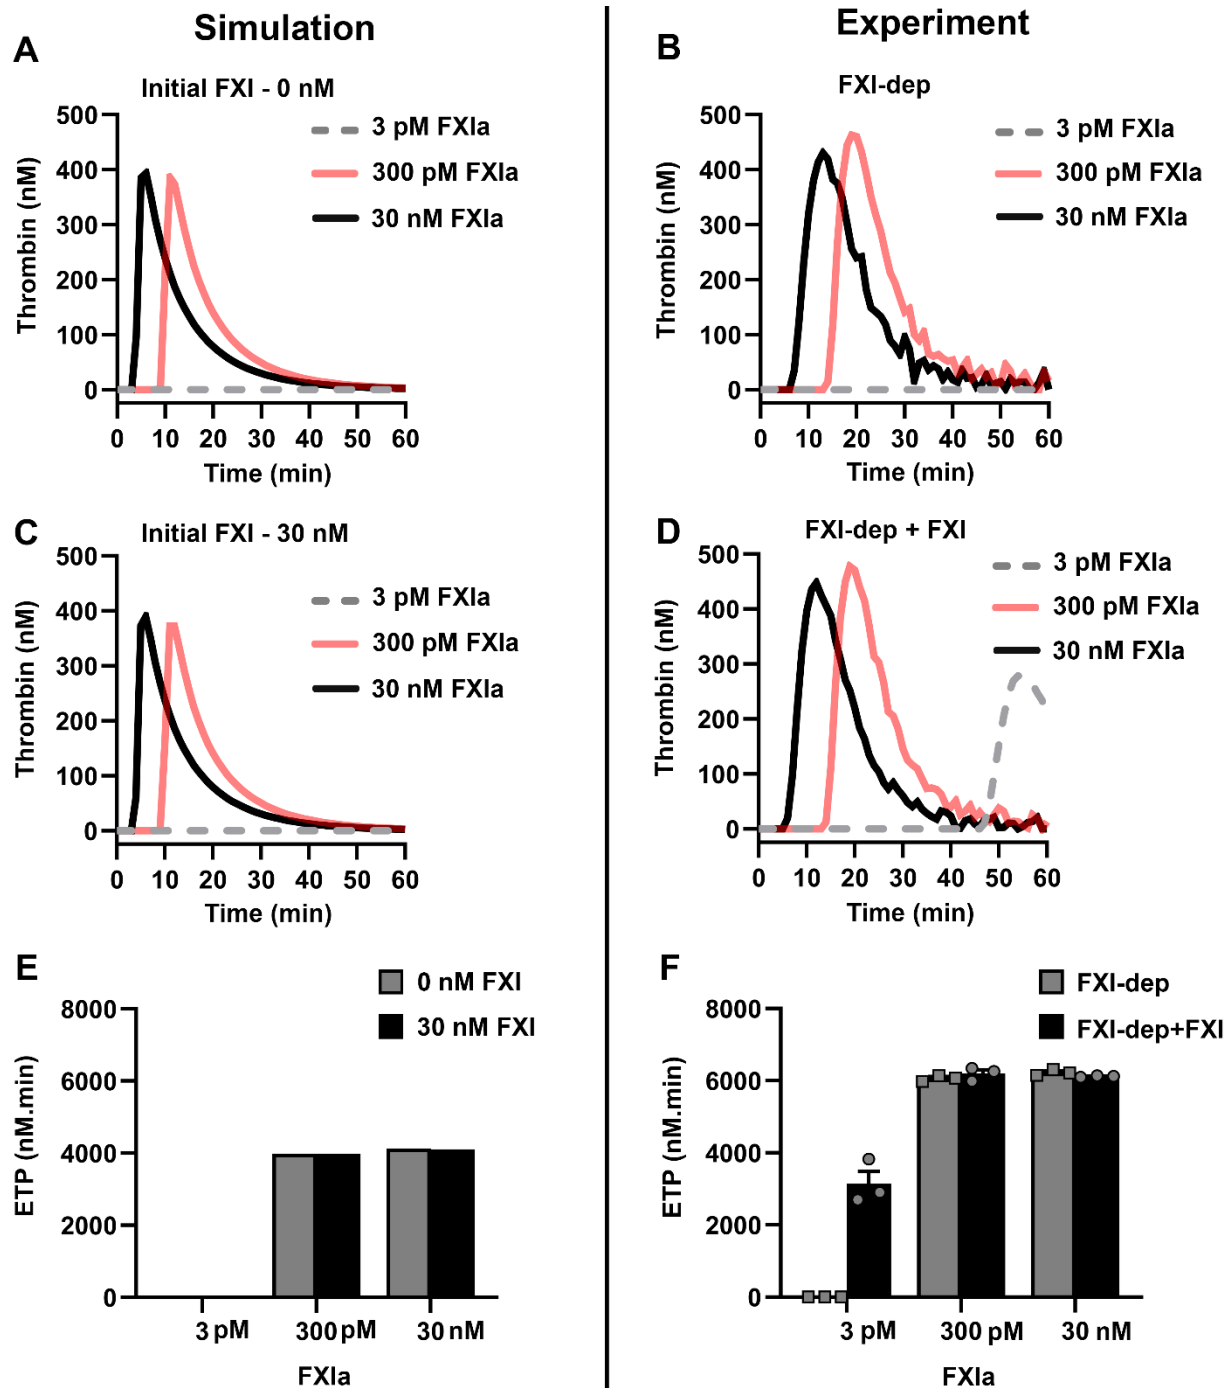 Simulation
Experiment
A
Initial FXI - 0 nM
3 pM FXIa
300 pM FXIa
30 nM FXIa
Thrombin (nM)
500
400
300
200
100
0
0 10 20 30 40 50 60
Time (min)
B
FXI-dep
3 pM FXIa
300 pM FXIa
30 nM FXIa
Thrombin (nM)
500
400
300
200
100
0
0 10 20 30 40 50 60
Time (min)
C
Initial FXI - 30 nM
3 pM FXIa
300 pM FXIa
30 nM FXIa
Thrombin (nM)
500
400
300
200
100
0
0 10 20 30 40 50 60
Time (min)
D
FXI-dep + FXI
3 pM FXIa
300 pM FXIa
30 nM FXIa
Thrombin (nM)
500
400
300
200
100
0
0 10 20 30 40 50 60
Time (min)
E
0 nM FXI
30 nM FXI
ETP (nM.min)
8000
6000
4000
2000
0
3 pM 300 pM 30 nM
FXIa
F
FXI-dep
FXI-dep+FXI
ETP (nM.min)
8000
6000
4000
2000
0
3 pM 300 pM 30 nM
FXIa